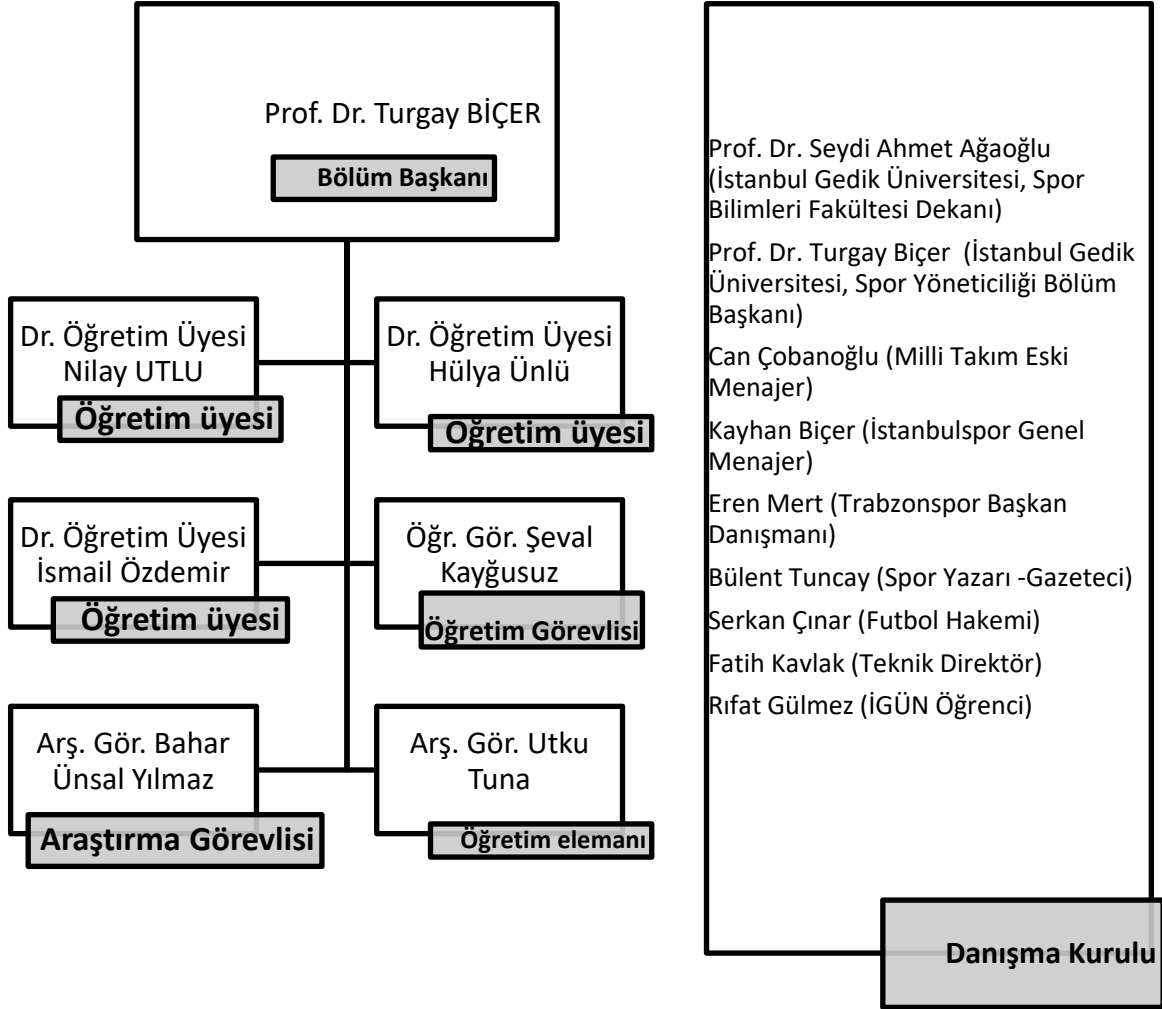 Prof. Dr. Turgay BİÇER
Bölüm Başkanı
Dr. Öğretim Üyesi
Nilay UTLU
Öğretim üyesi
Dr. Öğretim Üyesi
Hülya Ünlü
Öğretim üyesi
Dr. Öğretim Üyesi
İsmail Özdemir
Öğretim üyesi
Öğr. Gör. Şeval
Kayğusuz
Öğretim Görevlisi
Arş. Gör. Bahar
Ünsal Yılmaz
Araştırma Görevlisi
Arş. Gör. Utku
Tuna
Öğretim elemanı
Prof. Dr. Seydi Ahmet Ağaoğlu
(İstanbul Gedik Üniversitesi, Spor
Bilimleri Fakültesi Dekanı)
Prof. Dr. Turgay Biçer  (İstanbul Gedik
Üniversitesi, Spor Yöneticiliği Bölüm
Başkanı)
Can Çobanoğlu (Milli Takım Eski
Menajer)
Kayhan Biçer (İstanbulspor Genel
Menajer)
Eren Mert (Trabzonspor Başkan
Danışmanı)
Bülent Tuncay (Spor Yazarı -Gazeteci)
Serkan Çınar (Futbol Hakemi)
Fatih Kavlak (Teknik Direktör)
Rıfat Gülmez (İGÜN Öğrenci)
Danışma Kurulu